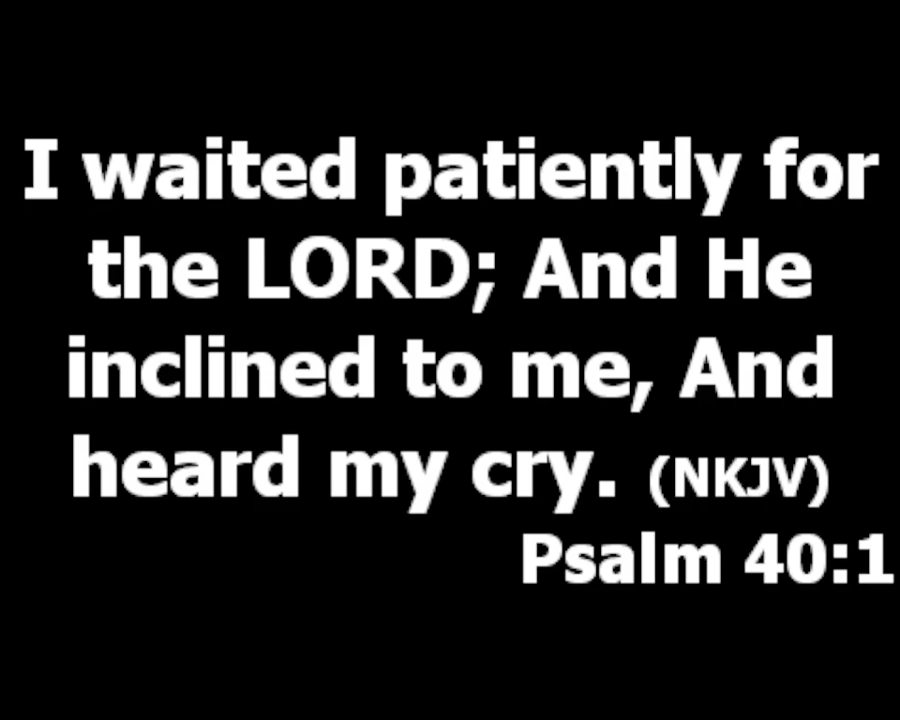 I waited patiently for
the LORD; And He
inclined to me, And
heard my cry. (NKJV)
Psalm 40:1